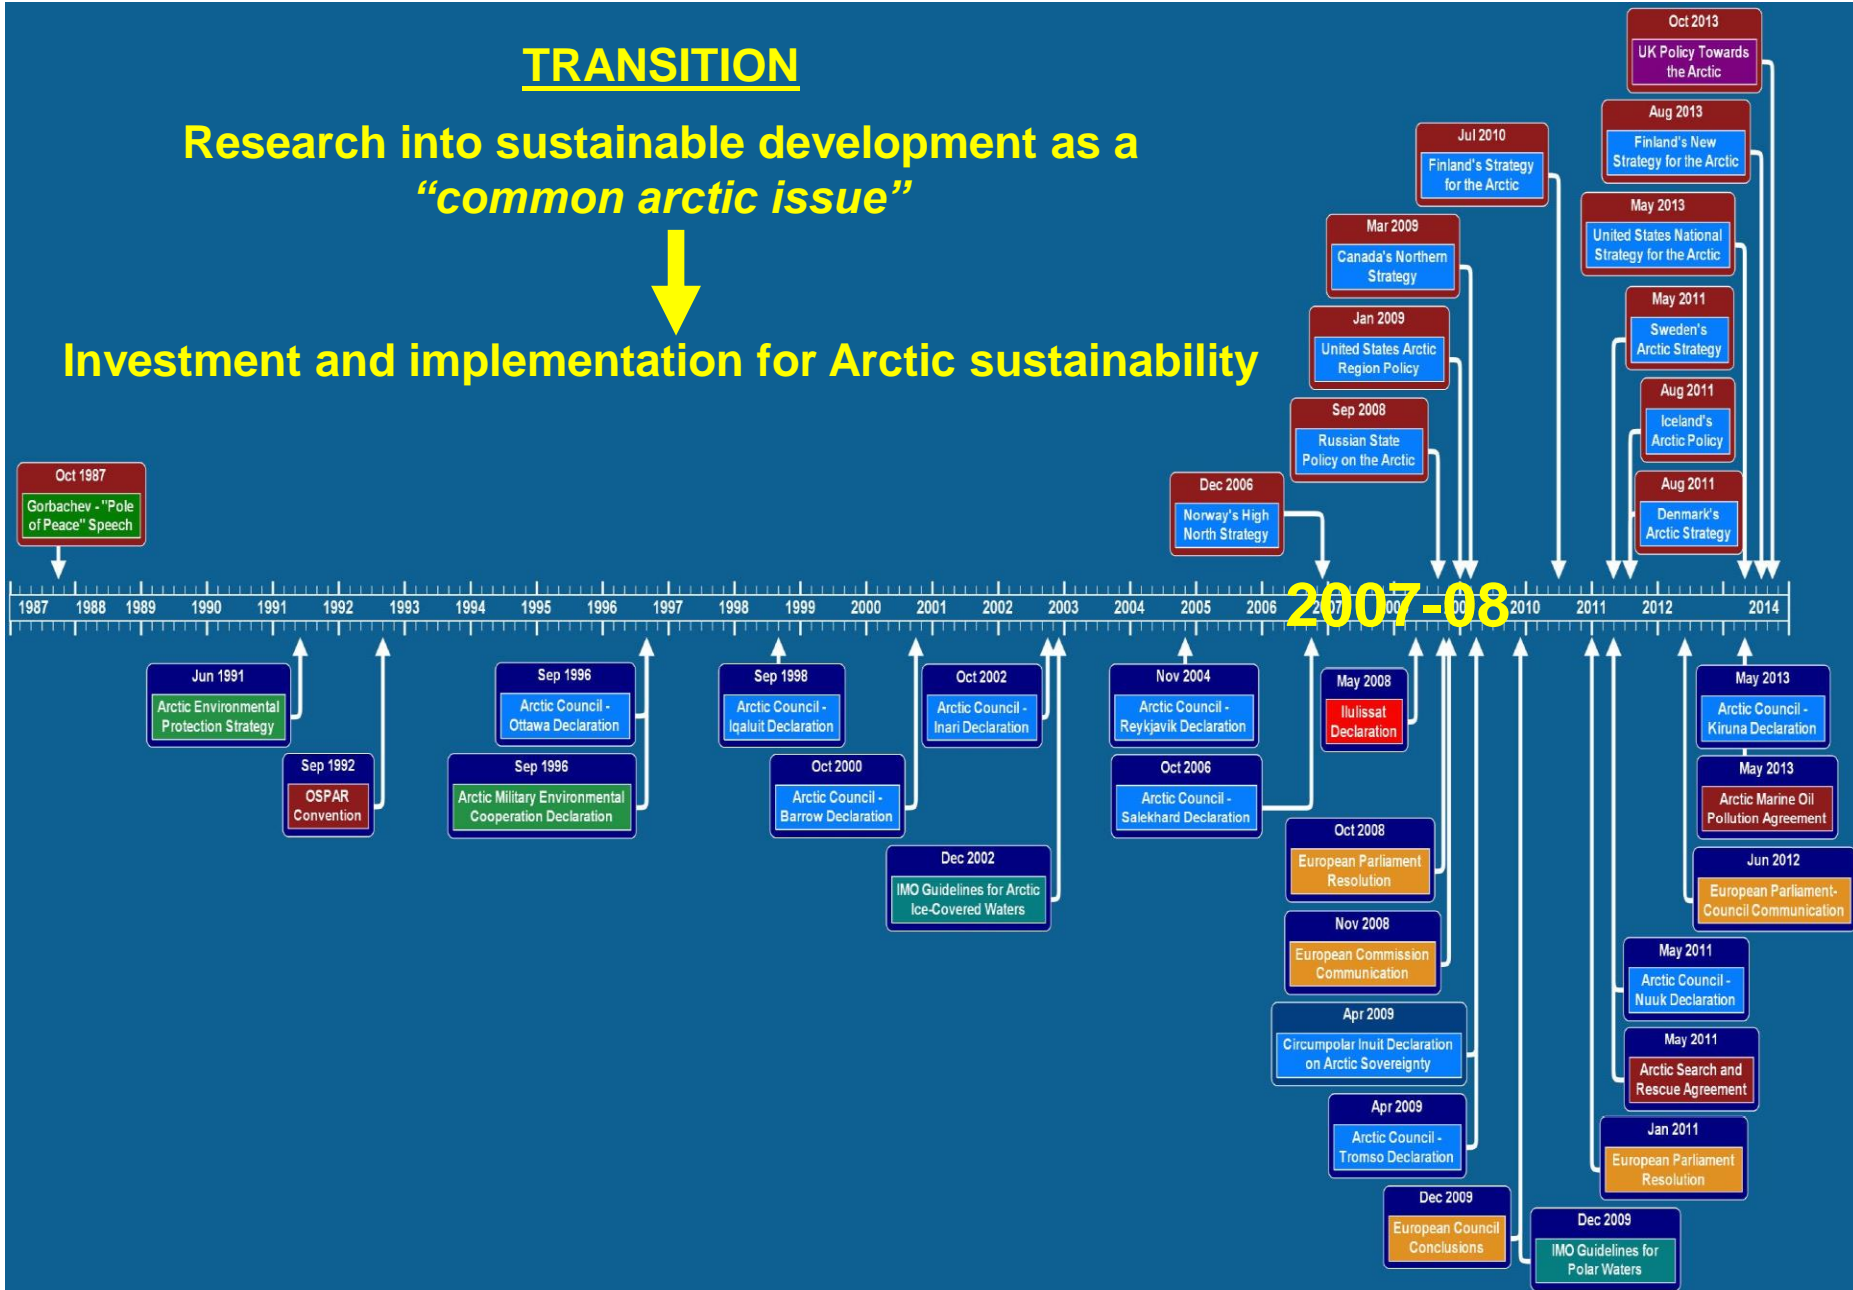 TRANSITION
Research into sustainable development as a
“common arctic issue”
Investment and implementation for Arctic sustainability
Oct 2013
UK Policy Towards
the Arctic
Aug 2013
Finland's New
Strategy for the Arctic
Jul 2010
Finland's Strategy
for the Arctic
May 2013
United States National
Strategy for the Arctic
Mar 2009
Canada's Northern
Strategy
May 2011
Sweden's
Arctic Strategy
Jan 2009
United States Arctic
Region Policy
Aug 2011
Iceland's
Arctic Policy
Sep 2008
Russian State
Policy on the Arctic
Aug 2011
Denmark's
Arctic Strategy
Dec 2006
Norway's High
North Strategy
Oct 1987
Gorbachev - "Pole
of Peace" Speech
1987 1988 1989 1990 1991 1992 1993 1994 1995 1996 1997 1998 1999 2000 2001 2002 2003 2004 2005 2006 2007 2008 2009 2010 2011 2012 2014
2007-08
Jun 1991
Arctic Environmental
Protection Strategy
Sep 1992
OSPAR
Convention
Sep 1996
Arctic Council -
Ottawa Declaration
Sep 1996
Arctic Military Environmental
Cooperation Declaration
Sep 1998
Arctic Council -
Iqaluit Declaration
Oct 2000
Arctic Council -
Barrow Declaration
Oct 2002
Arctic Council -
Inari Declaration
Dec 2002
IMO Guidelines for Arctic
Ice-Covered Waters
Nov 2004
Arctic Council -
Reykjavik Declaration
Oct 2006
Arctic Council -
Salekhard Declaration
May 2008
Ilulissat
Declaration
Oct 2008
European Parliament
Resolution
Nov 2008
European Commission
Communication
Apr 2009
Circumpolar Inuit Declaration
on Arctic Sovereignty
Apr 2009
Arctic Council -
Tromso Declaration
Dec 2009
European Council
Conclusions
Dec 2009
IMO Guidelines for
Polar Waters
May 2013
Arctic Council -
Kiruna Declaration
May 2013
Arctic Marine Oil
Pollution Agreement
Jun 2012
European Parliament-
Council Communication
May 2011
Arctic Council -
Nuuk Declaration
May 2011
Arctic Search and
Rescue Agreement
Jan 2011
European Parliament
Resolution